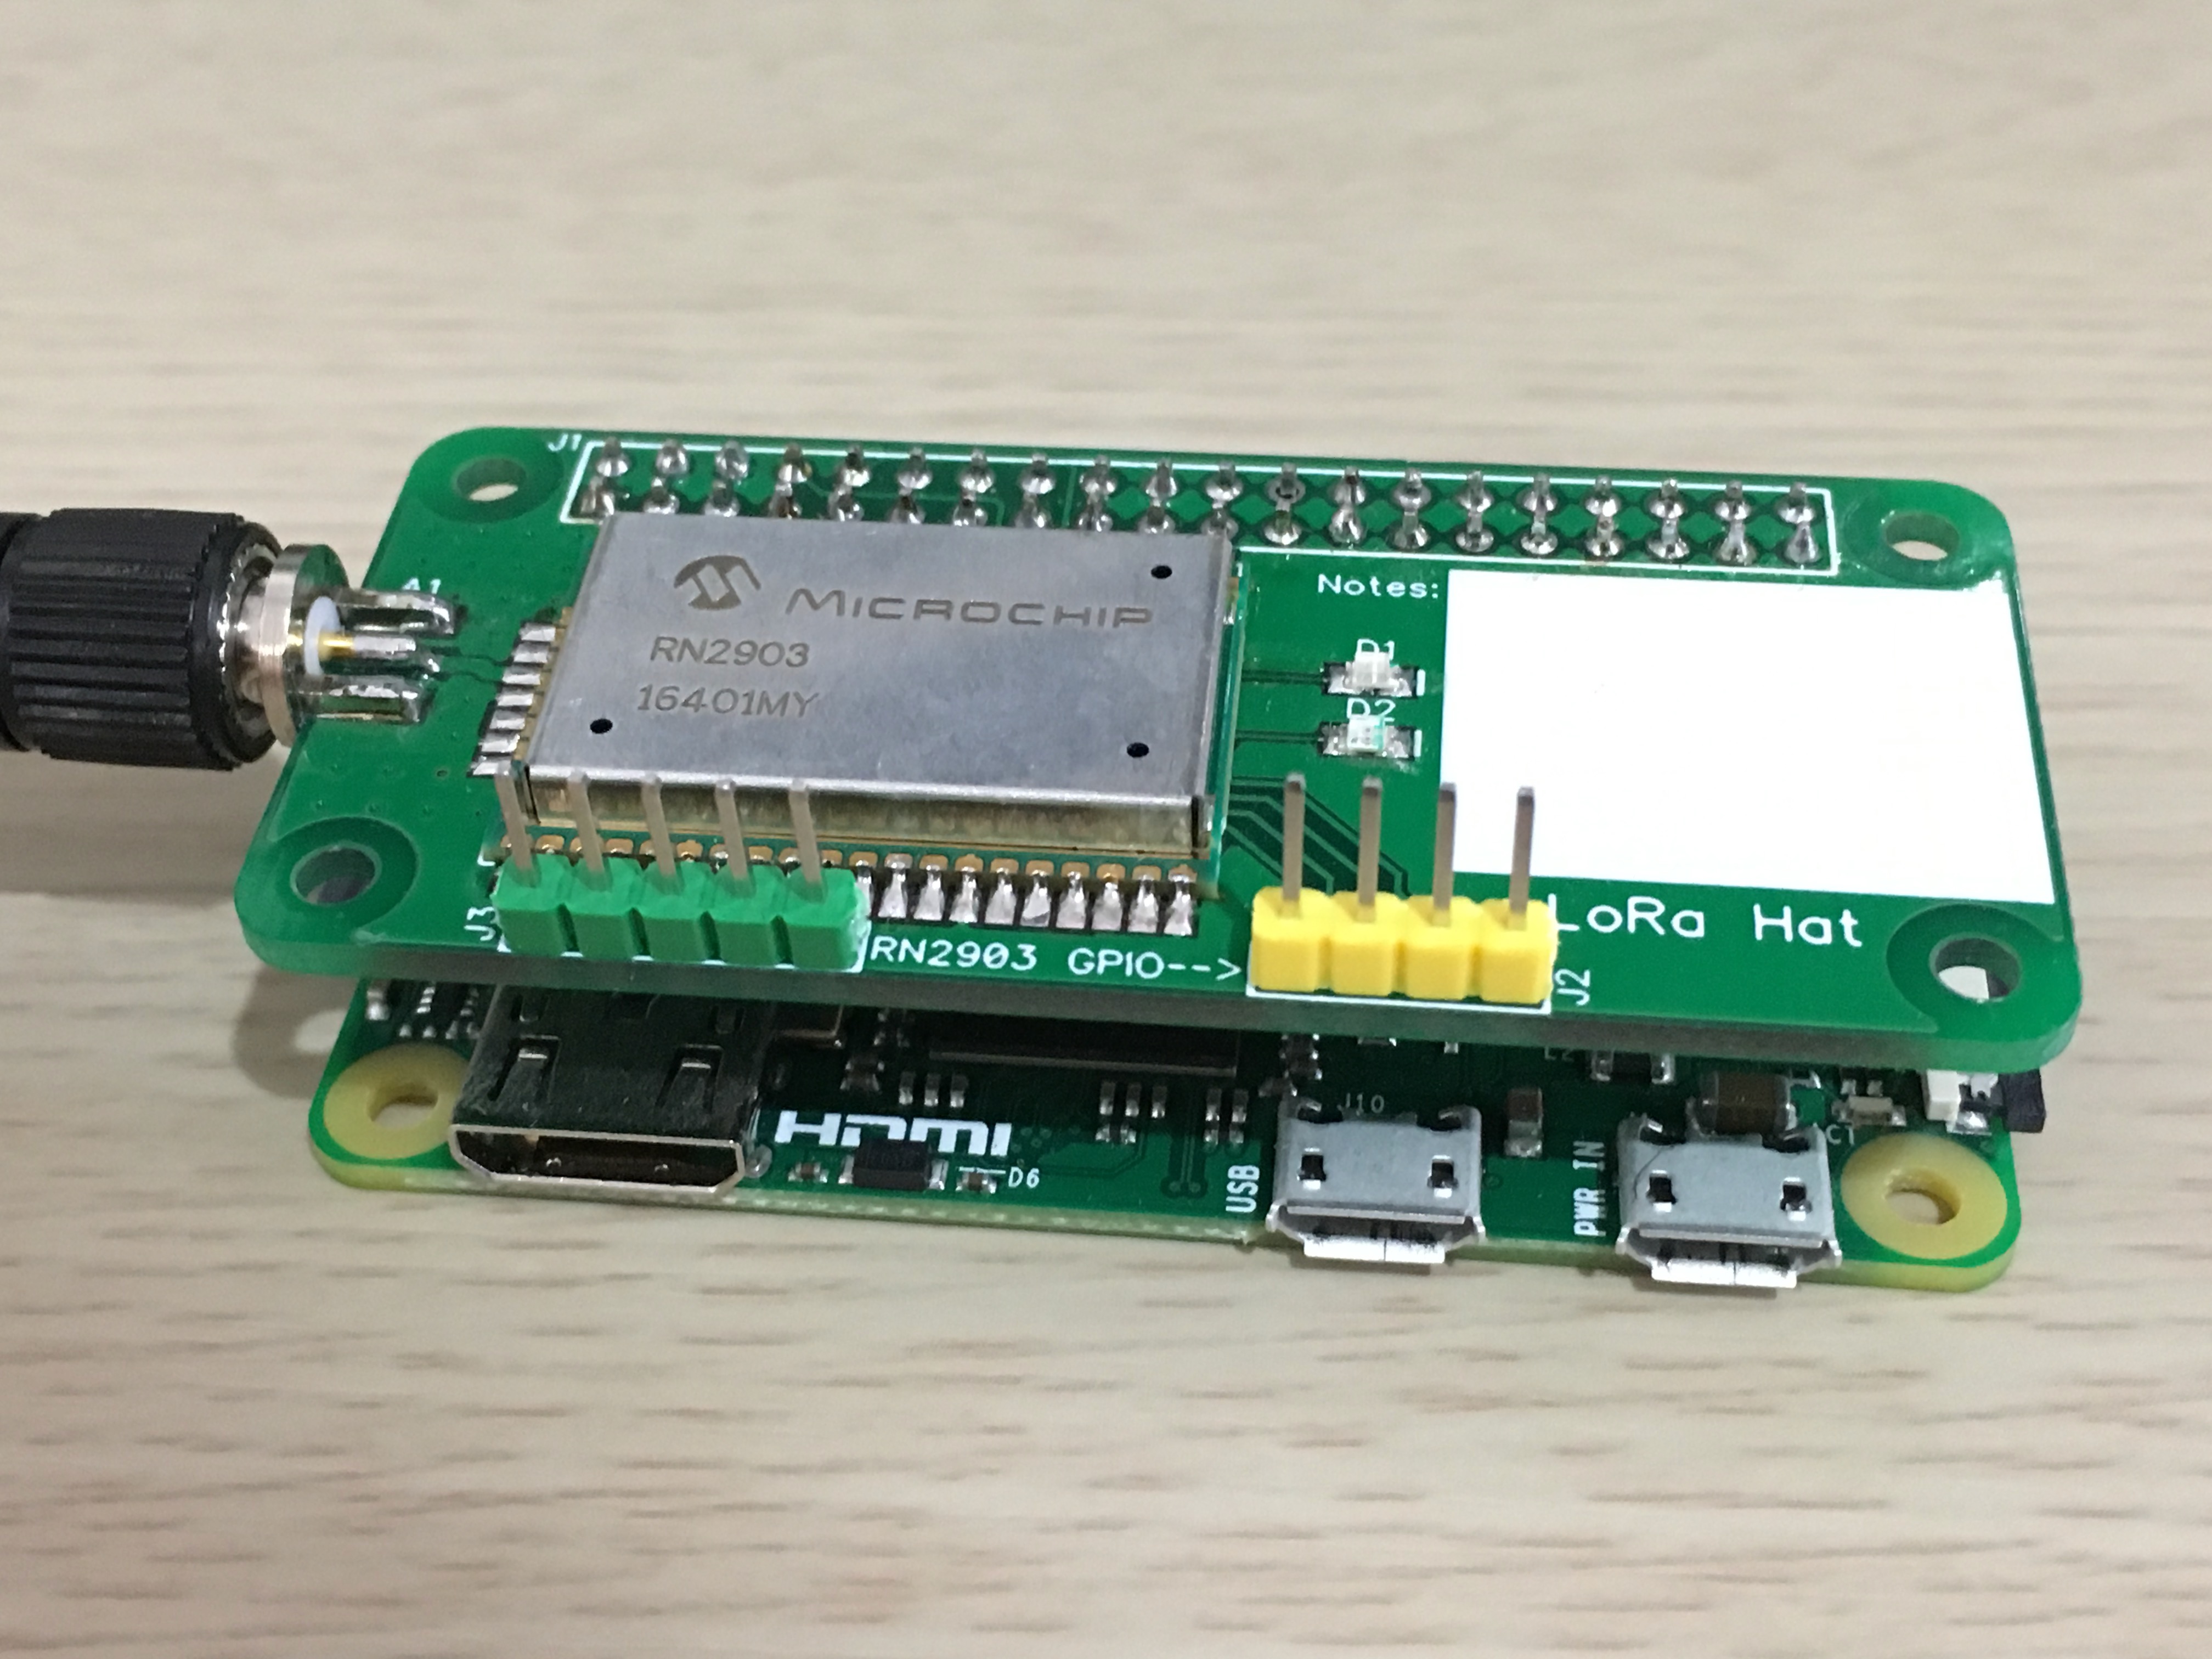 J1
A1
MICROCHIP
RN2903
16401MY
Notes:
D1
D2
J3
RN2903 GPIO-->
J2
LoRa Hat
HDMI
D6
USB
J10
PWR IN
C1